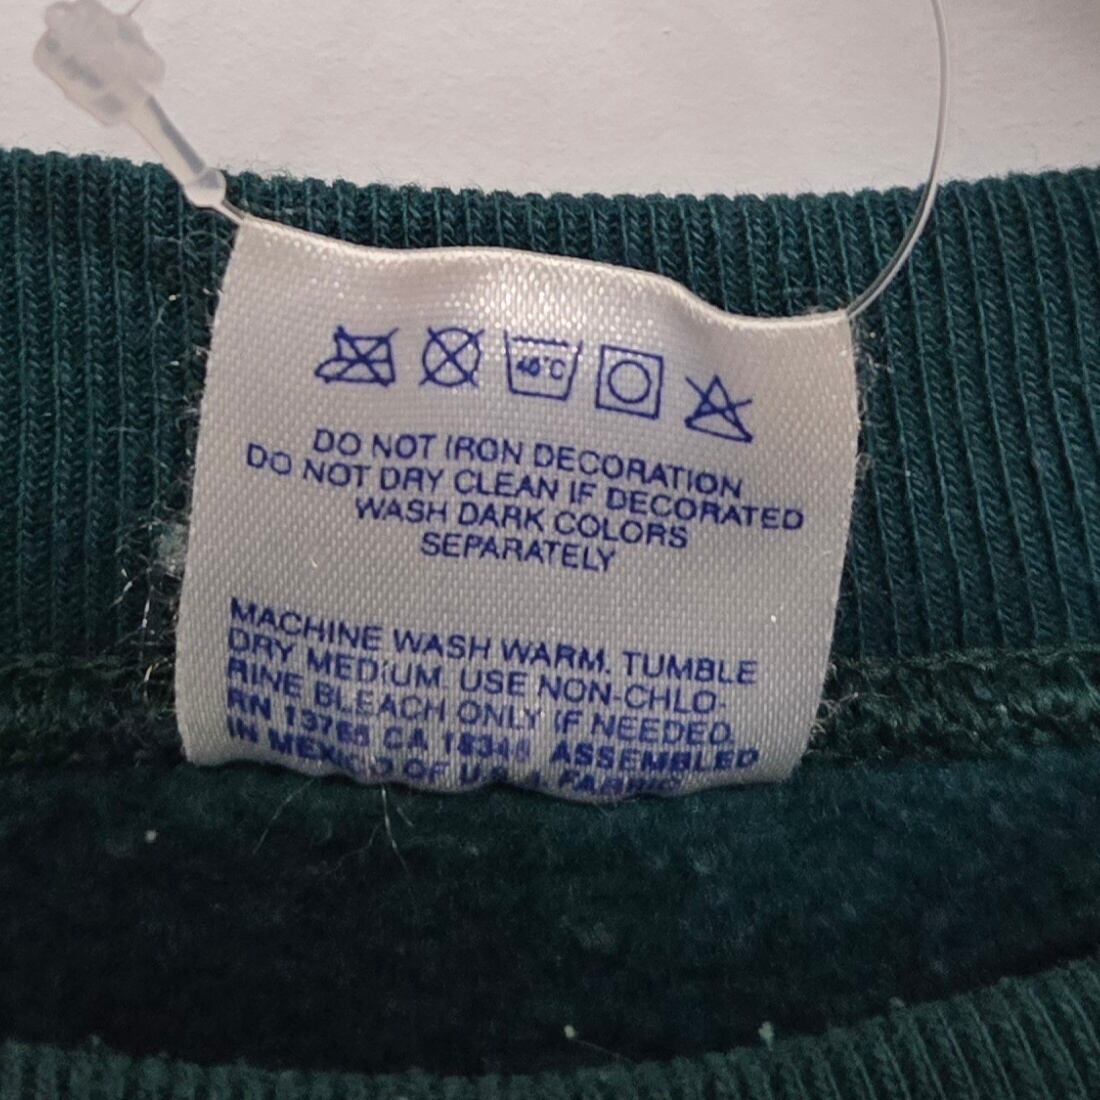 40°C
DO NOT IRON DECORATION
DO NOT DRY CLEAN IF DECORATED
WASH DARK COLORS
SEPARATELY
MACHINE WASH WARM. TUMBLE
DRY MEDIUM. USE NON-CHLO-
RINE BLEACH ONLY IF NEEDED.
RN 13765 CA ASSEMBLED
IN MEXICO OF U.S.A. FABRIC